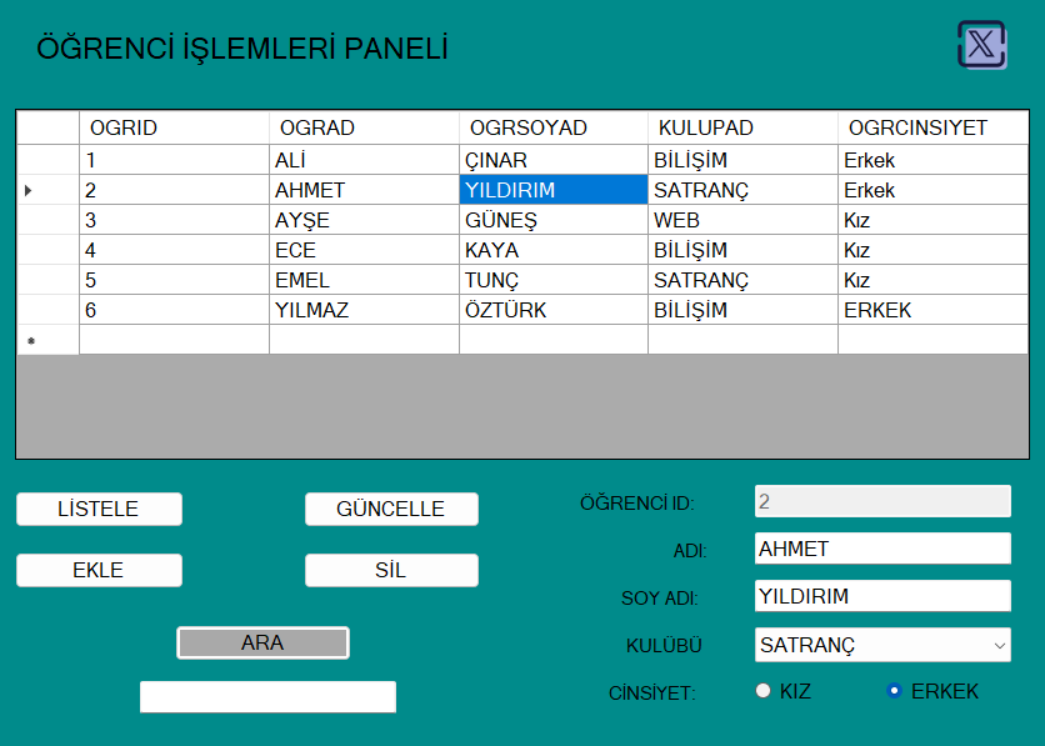 ÖĞRENCİ İŞLEMLERİ PANELİ
OGRID OGRAD OGRSOYAD KULUPAD OGRCINSIYET
1 ALİ ÇINAR BİLİŞİM Erkek
2 AHMET YILDIRIM SATRANÇ Erkek
3 AYŞE GÜNEŞ WEB Kız
4 ECE KAYA BİLİŞİM Kız
5 EMEL TUNÇ SATRANÇ Kız
6 YILMAZ ÖZTÜRK BİLİŞİM ERKEK
LİSTELE GÜNCELLE
EKLE SİL
ARA
ÖĞRENCİ ID: 2
ADI: AHMET
SOY ADI: YILDIRIM
KULÜBÜ SATRANÇ
CİNSİYET: KIZ ERKEK